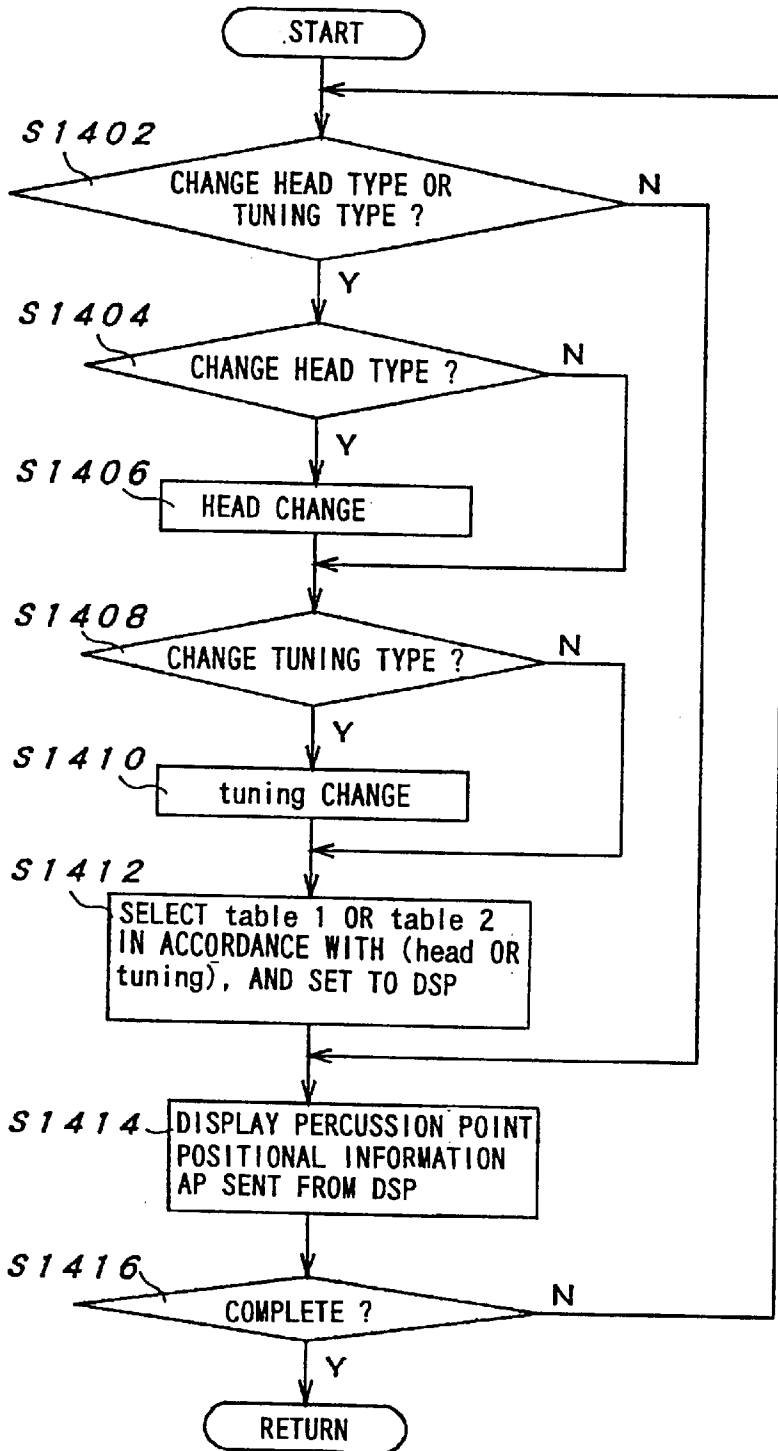 START
S1402
CHANGE HEAD TYPE OR
TUNING TYPE ?
N
Y
S1404
CHANGE HEAD TYPE ?
N
Y
S1406
HEAD CHANGE
S1408
CHANGE TUNING TYPE ?
N
Y
S1410
tuning CHANGE
S1412
SELECT table 1 OR table 2
IN ACCORDANCE WITH (head OR
tuning), AND SET TO DSP
S1414
DISPLAY PERCUSSION POINT
POSITIONAL INFORMATION
AP SENT FROM DSP
S1416
COMPLETE ?
N
Y
RETURN